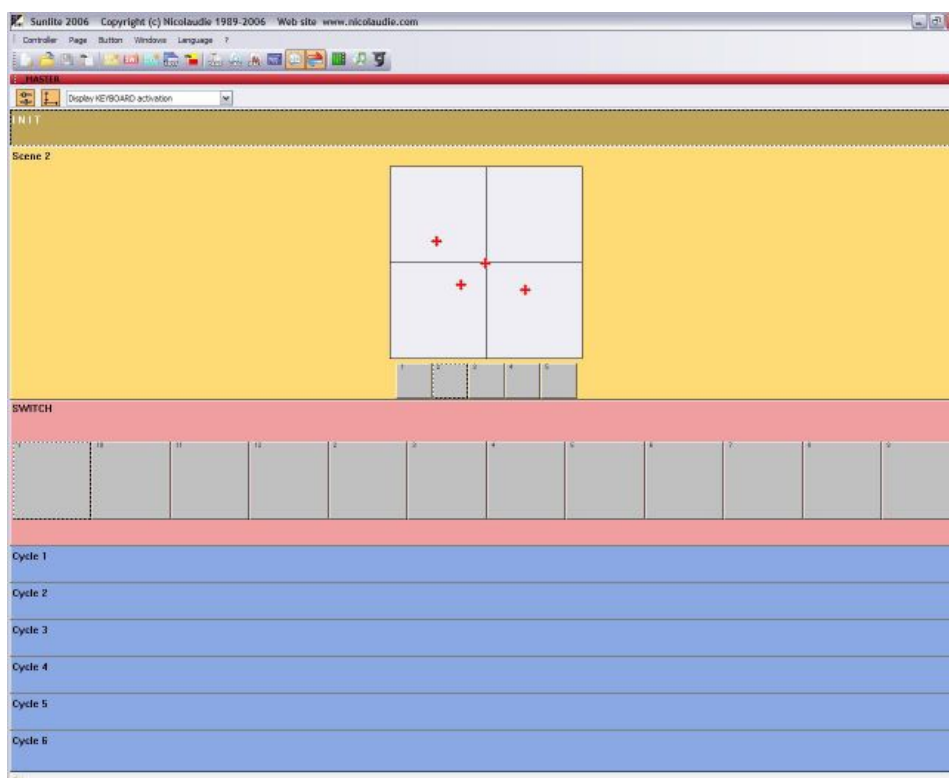 Sunlite 2006 Copyright (c) Nicolaudie 1989-2006 Web site www.nicolaudie.com
Controller Page Button Windows Language ?
MASTER
Display KEYBOARD activation
INIT
Scene 2
1 2 3 4 5
SWITCH
1 10 11 12 2 3 4 5 6 7 8 9
Cycle 1
Cycle 2
Cycle 3
Cycle 4
Cycle 5
Cycle 6